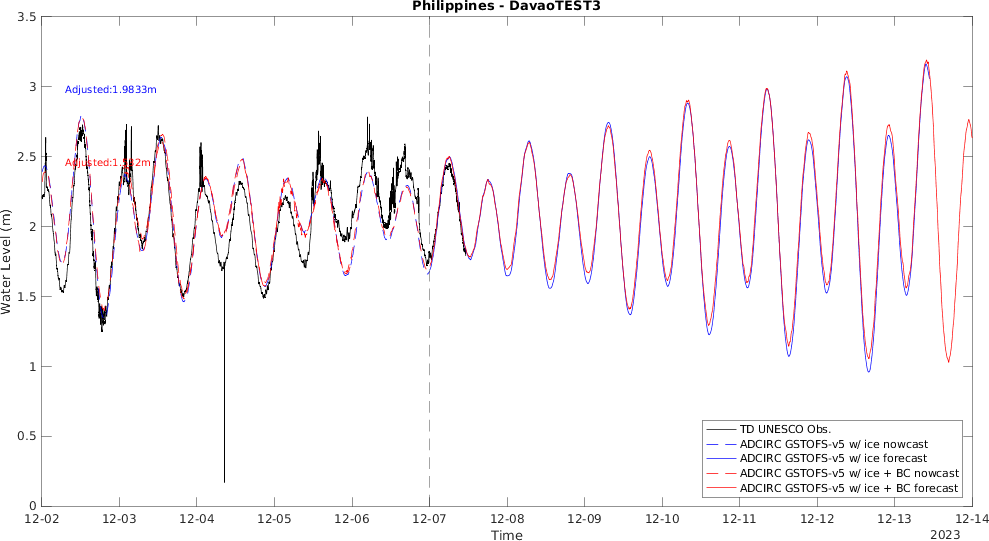 Philippines - DavaoTEST3
3.5
3
2.5
2
1.5
1
0.5
0
Water Level (m)
Adjusted:1.9833m
12-02
12-03
12-04
12-05
12-06
12-07
12-08
12-09
12-10
12-11
12-12
12-13
12-14
Time
2023
TD UNESCO Obs.
ADCIRC GSTOFS-v5 w/ ice nowcast
ADCIRC GSTOFS-v5 w/ ice forecast
ADCIRC GSTOFS-v5 w/ ice + BC nowcast
ADCIRC GSTOFS-v5 w/ ice + BC forecast